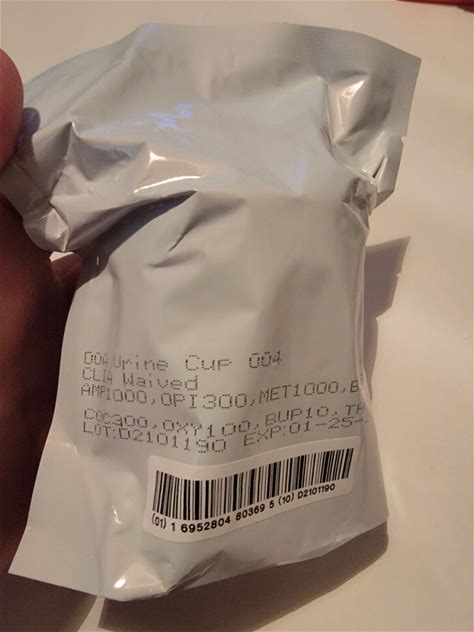 DOA Urine Cup 004
CLIA Waived
AMP1000,OPI300,MET1000,B
COC300,OXY100,BUP10,TH
LOT:D2101190 EXP:01-25-
(01) 1 6952804 80369 5 (10) D2101190